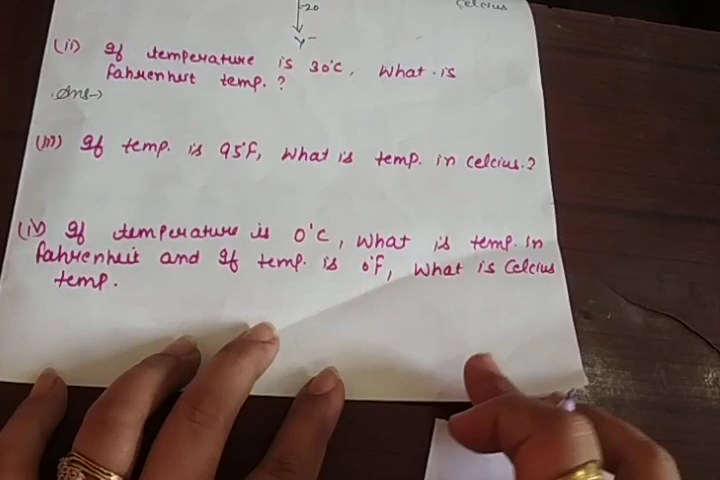 -20
Celcius
Y-
(ii) If temperature is 30°C, What is
fahrenheit temp.?
Ans→
(iii) If temp. is 95°F, What is temp. in celcius.?
(iv) If temperature is 0°C, What is temp. in
fahrenheit and If temp. is 0°F, What is Celcius
temp.